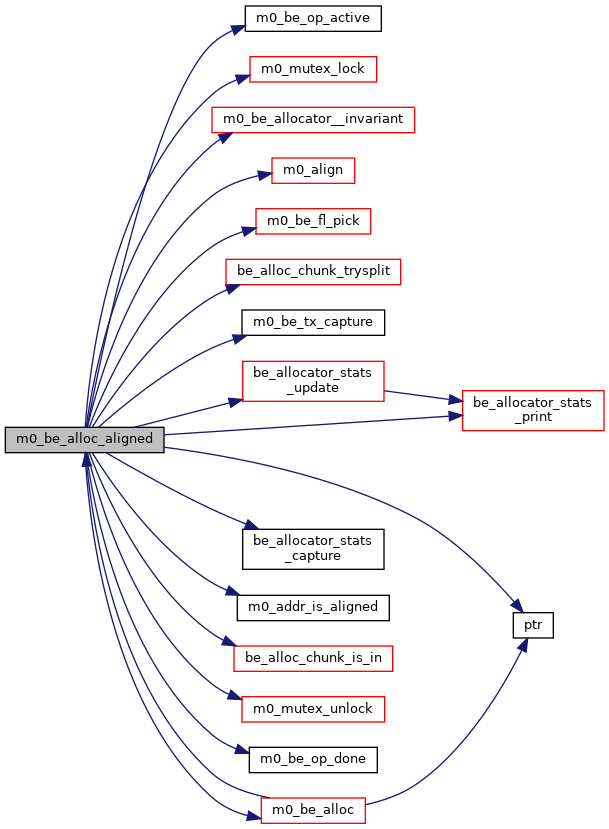 m0_be_op_active
m0_mutex_lock
m0_be_allocator__invariant
m0_align
m0_be_fl_pick
be_alloc_chunk_trysplit
m0_be_tx_capture
be_allocator_stats
_update
be_allocator_stats
_print
m0_be_alloc_aligned
be_allocator_stats
_capture
m0_addr_is_aligned
ptr
be_alloc_chunk_is_in
m0_mutex_unlock
m0_be_op_done
m0_be_alloc